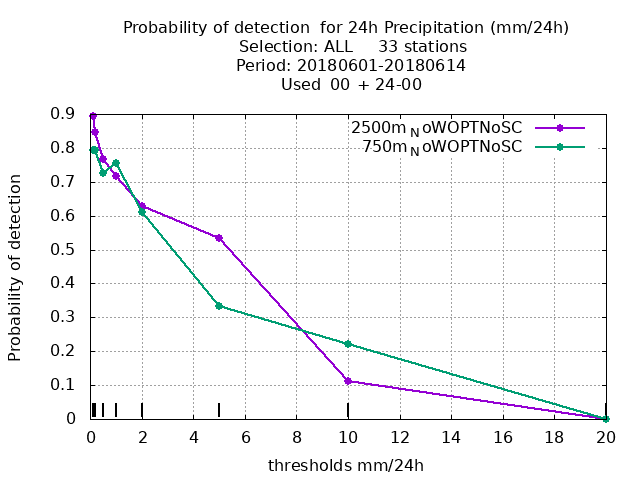 Probability of detection  for 24h Precipitation (mm/24h)
Selection: ALL     33 stations
Period: 20180601-20180614
Used  00 + 24-00
2500m_NoWOPTNoSC
750m_NoWOPTNoSC
Probability of detection
0.9
0.8
0.7
0.6
0.5
0.4
0.3
0.2
0.1
0
0 2 4 6 8 10 12 14 16 18 20
thresholds mm/24h